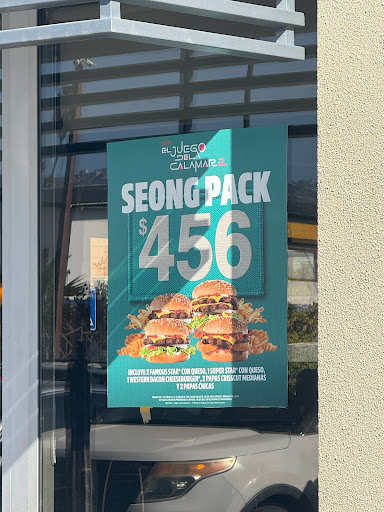 EL JUEGO
DEL
CALAMAR 2
SEONG PACK
$456
INCLUYE 2 FAMOUS STAR® CON QUESO, 1 SUPER STAR® CON QUESO,
1 WESTERN BACON CHEESEBURGER®, 2 PAPAS CRISSCUT MEDIANAS
Y 2 PAPAS CHICAS